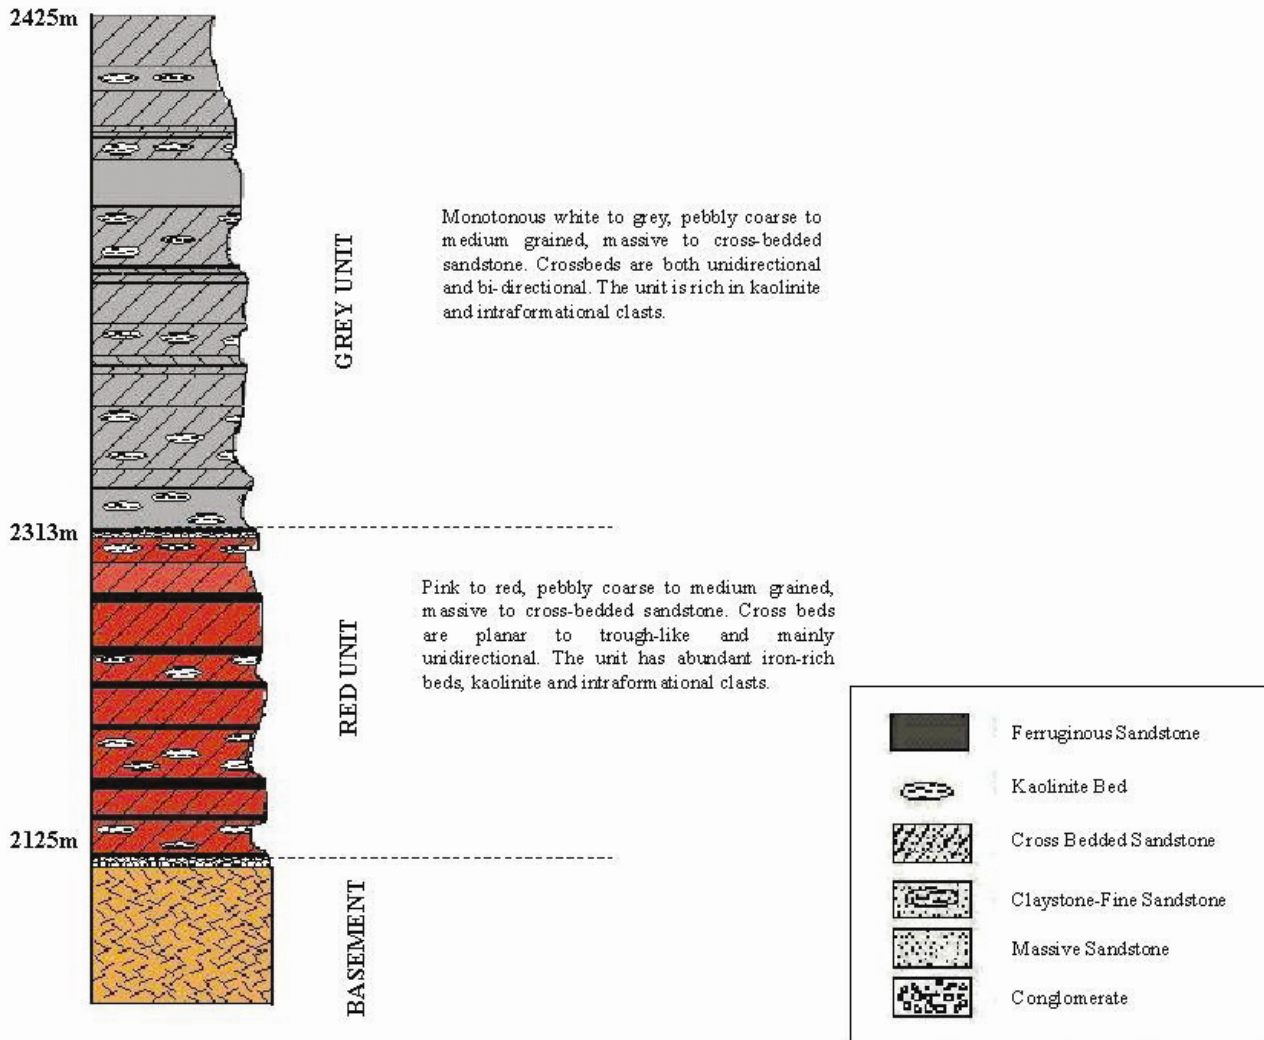 2425m
Monotonous white to grey, pebbly coarse to
medium grained, massive to cross-bedded
sandstone. Crossbeds are both unidirectional
and bi-directional. The unit is rich in kaolinite
and intraformational clasts.
GREY UNIT
2313m
Pink to red, pebbly coarse to medium grained,
massive to cross-bedded sandstone. Cross beds
are planar to trough-like and mainly
unidirectional. The unit has abundant iron-rich
beds, kaolinite and intraformational clasts.
RED UNIT
2125m
BASEMENT
Ferruginous Sandstone
Kaolinite Bed
Cross Bedded Sandstone
Claystone-Fine Sandstone
Massive Sandstone
Conglomerate